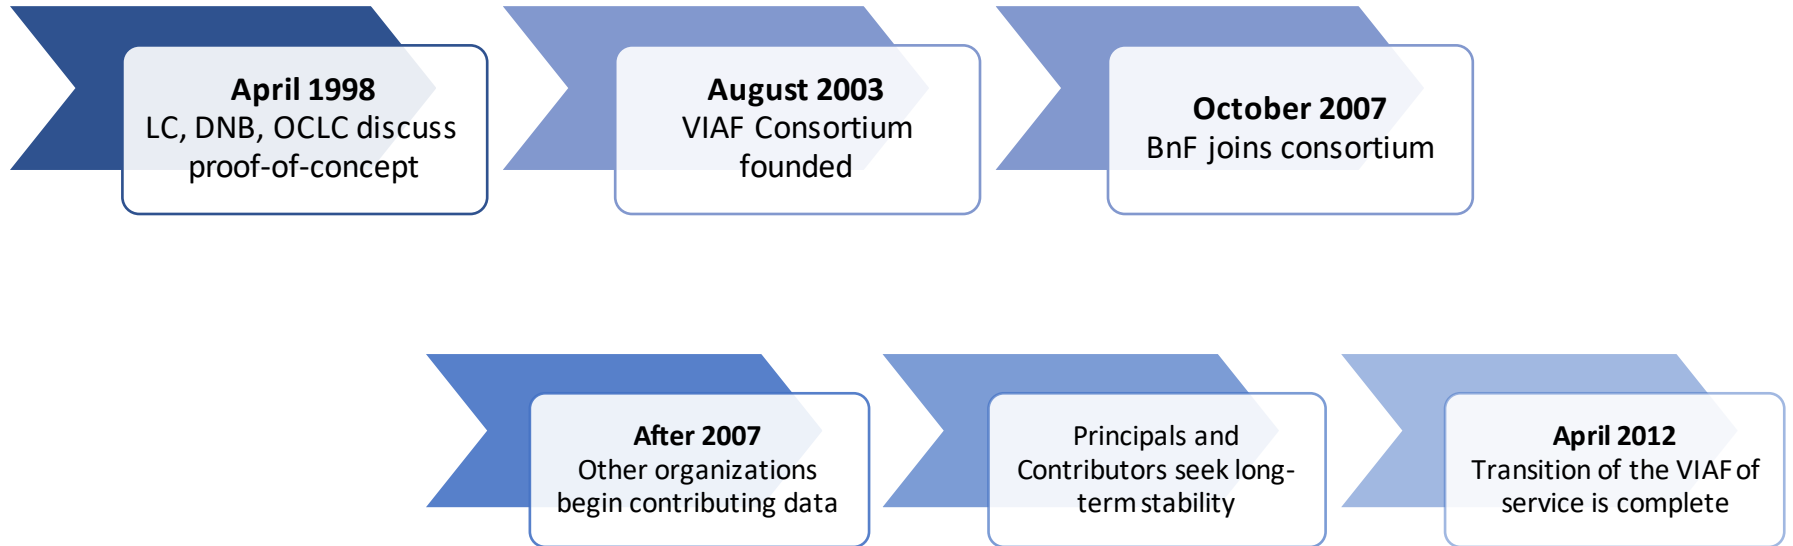 April 1998
LC, DNB, OCLC discuss
proof-of-concept
August 2003
VIAF Consortium
founded
October 2007
BnF joins consortium
After 2007
Other organizations
begin contributing data
Principals and
Contributors seek long-
term stability
April 2012
Transition of the VIAF of
service is complete